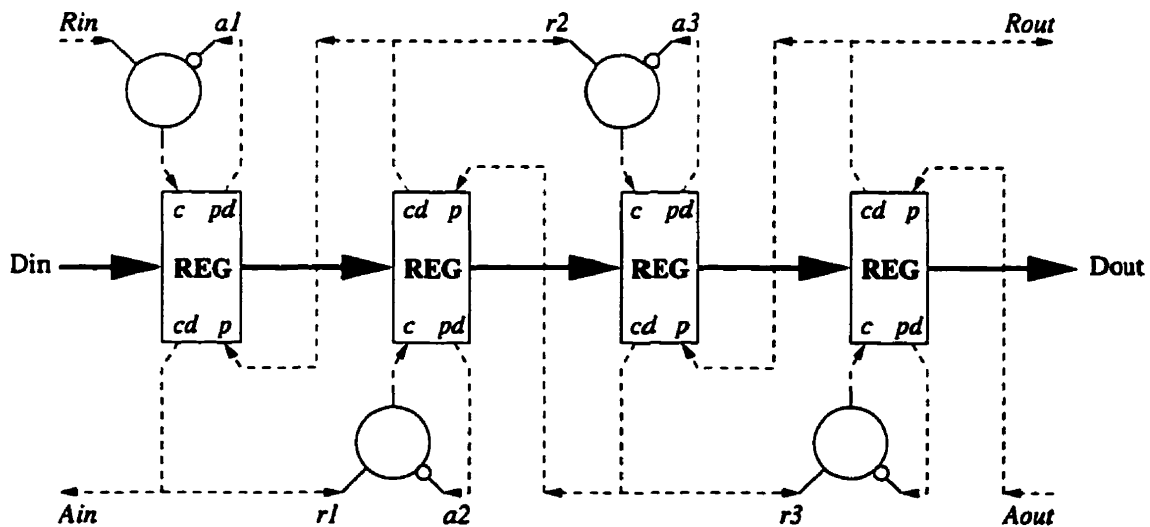 Rin a1 r2 a3 Rout
c pd cd p c pd cd p
Din REG REG REG REG Dout
cd p c pd cd p c pd
Ain r1 a2 r3 Aout